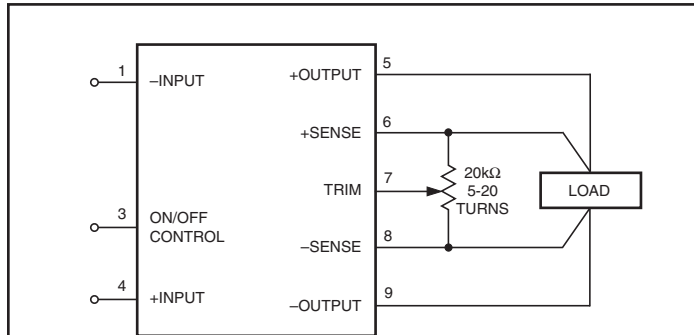 1
–INPUT
3
ON/OFF
CONTROL
4
+INPUT
+OUTPUT
5
+SENSE
6
TRIM
7
20kΩ
5-20
TURNS
LOAD
–SENSE
8
–OUTPUT
9